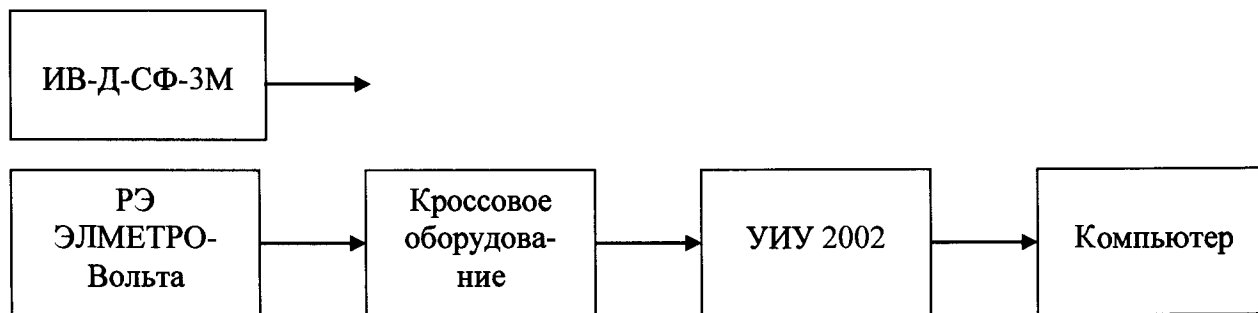 ИВ-Д-СФ-3М
РЭ
ЭЛМЕТРО-
Вольта
Кроссовое
оборудова-
ние
УИУ 2002
Компьютер